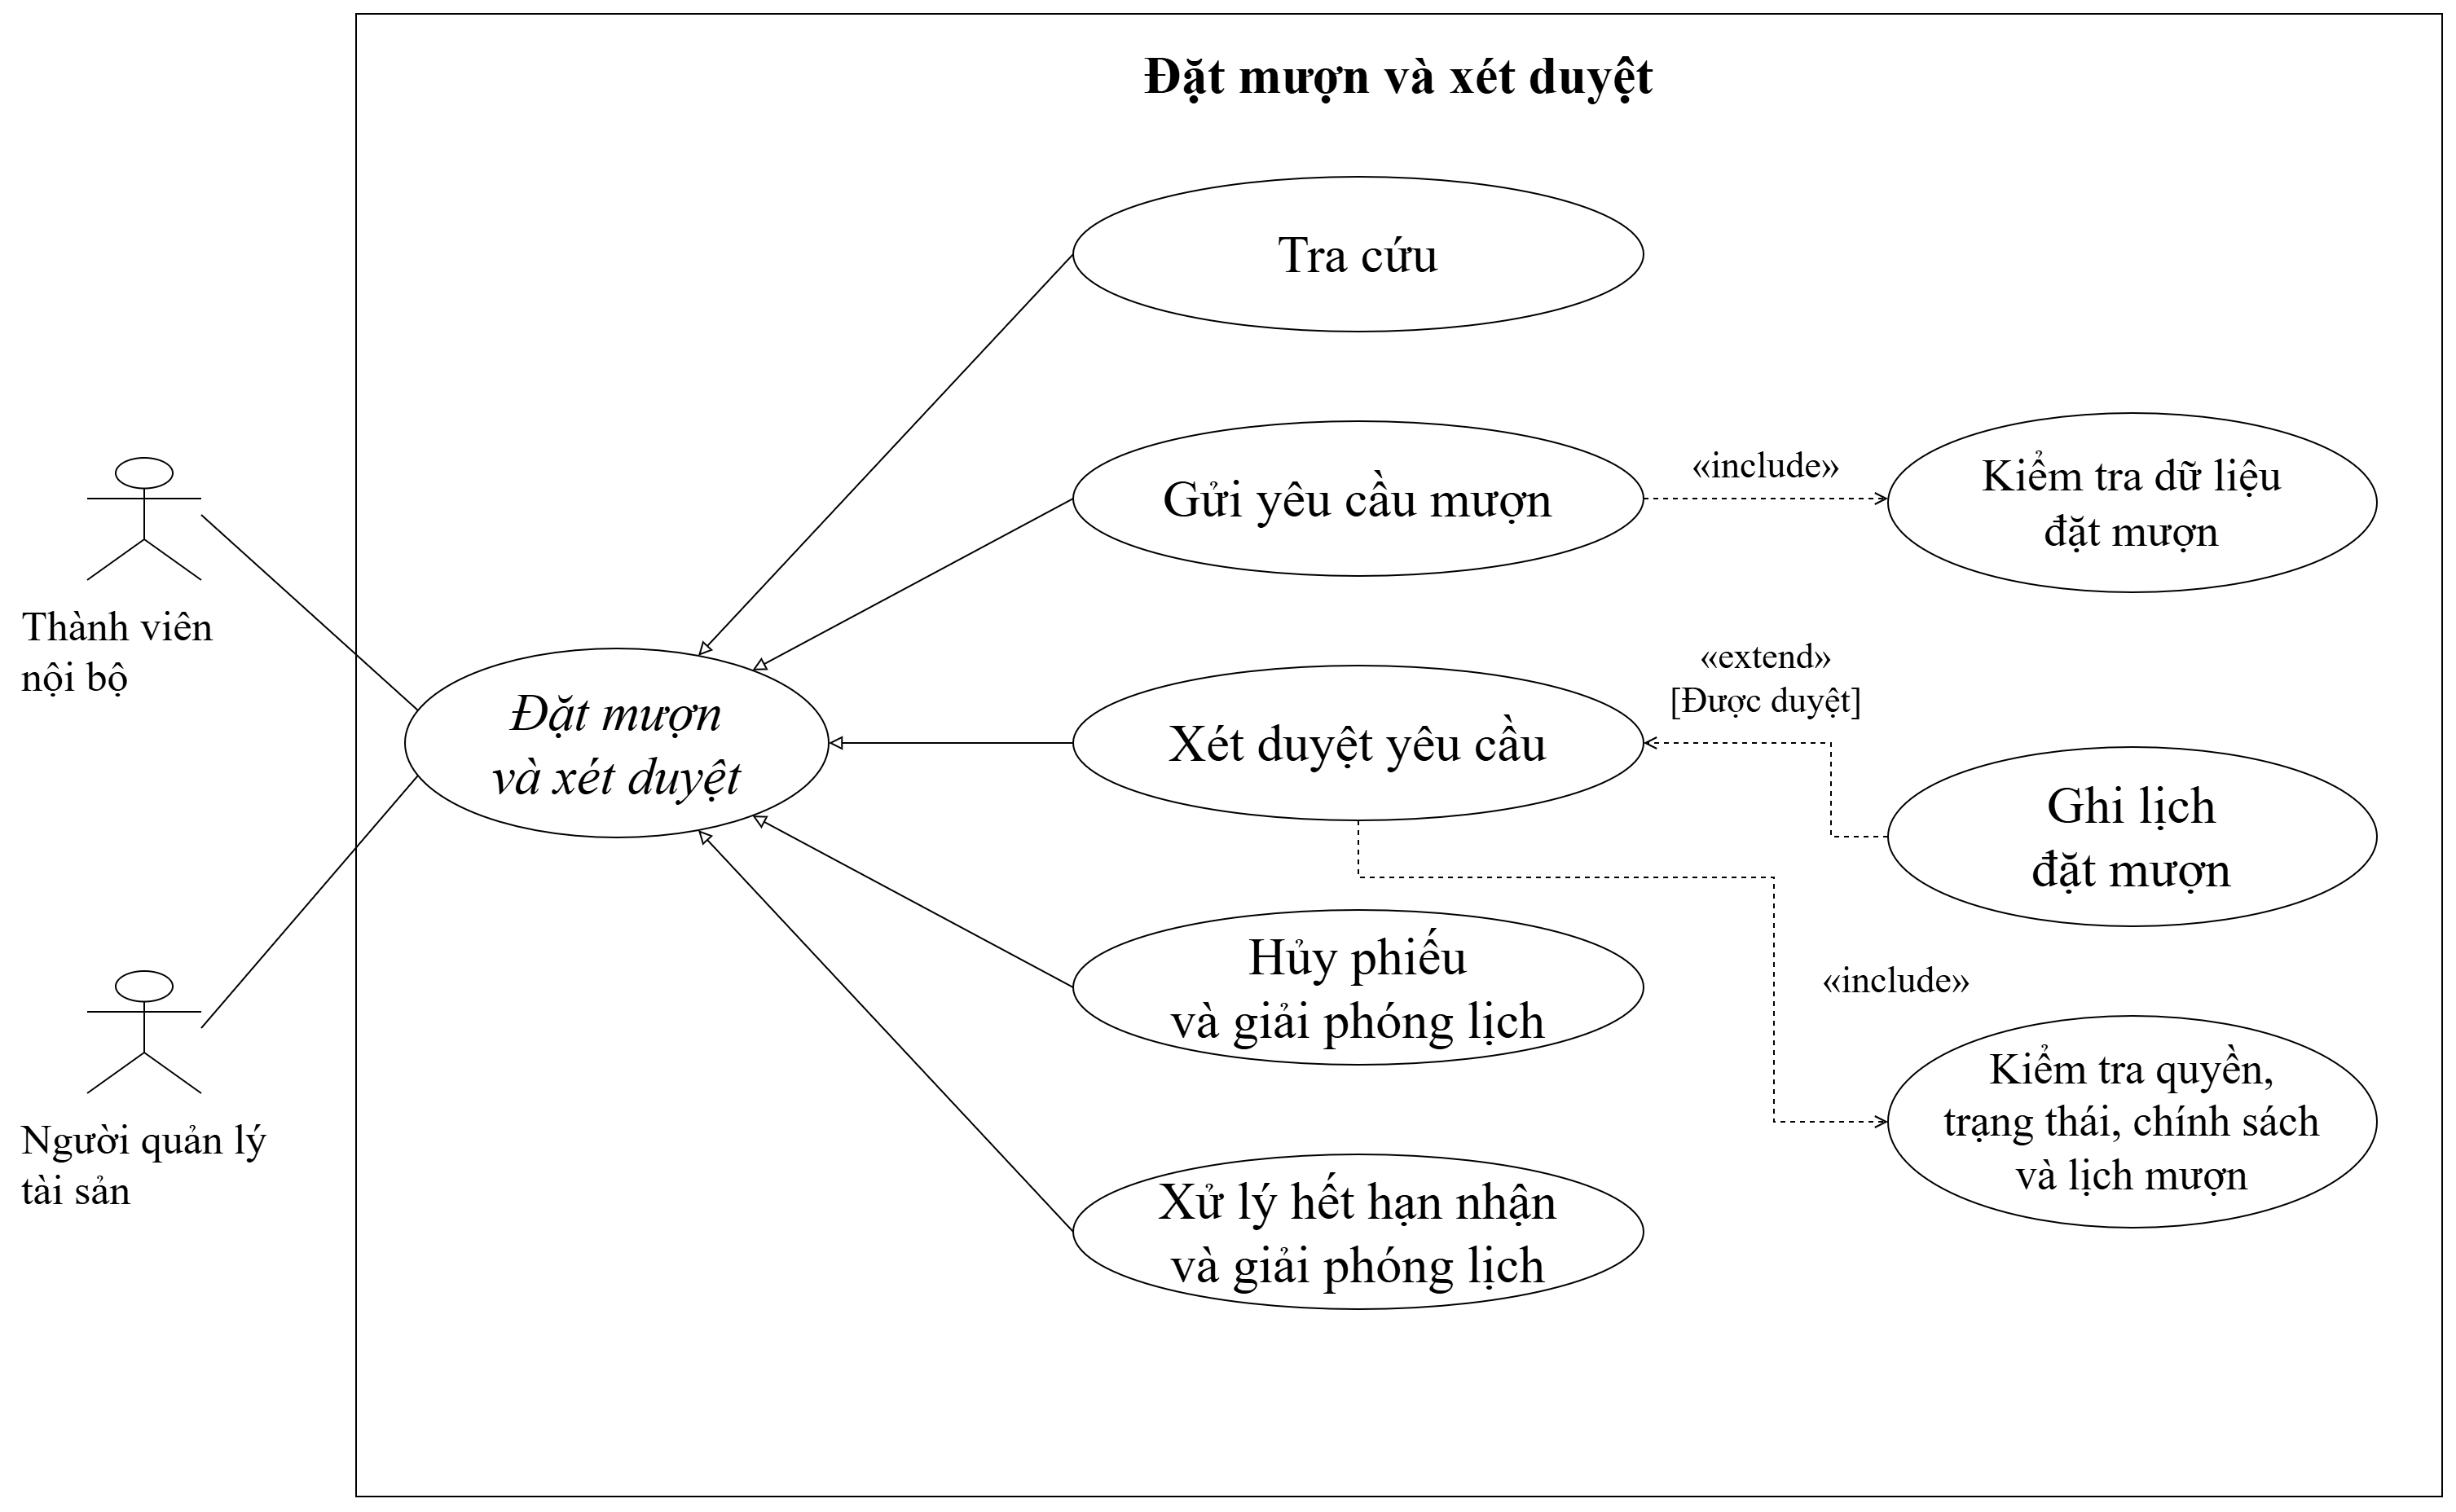 Đặt mượn và xét duyệt
Tra cứu
Gửi yêu cầu mượn
«include»
Kiểm tra dữ liệu
đặt mượn
Thành viên
nội bộ
«extend»
[Được duyệt]
Đặt mượn
và xét duyệt
Xét duyệt yêu cầu
Ghi lịch
đặt mượn
Hủy phiếu
và giải phóng lịch
«include»
Người quản lý
tài sản
Kiểm tra quyền,
trạng thái, chính sách
và lịch mượn
Xử lý hết hạn nhận
và giải phóng lịch